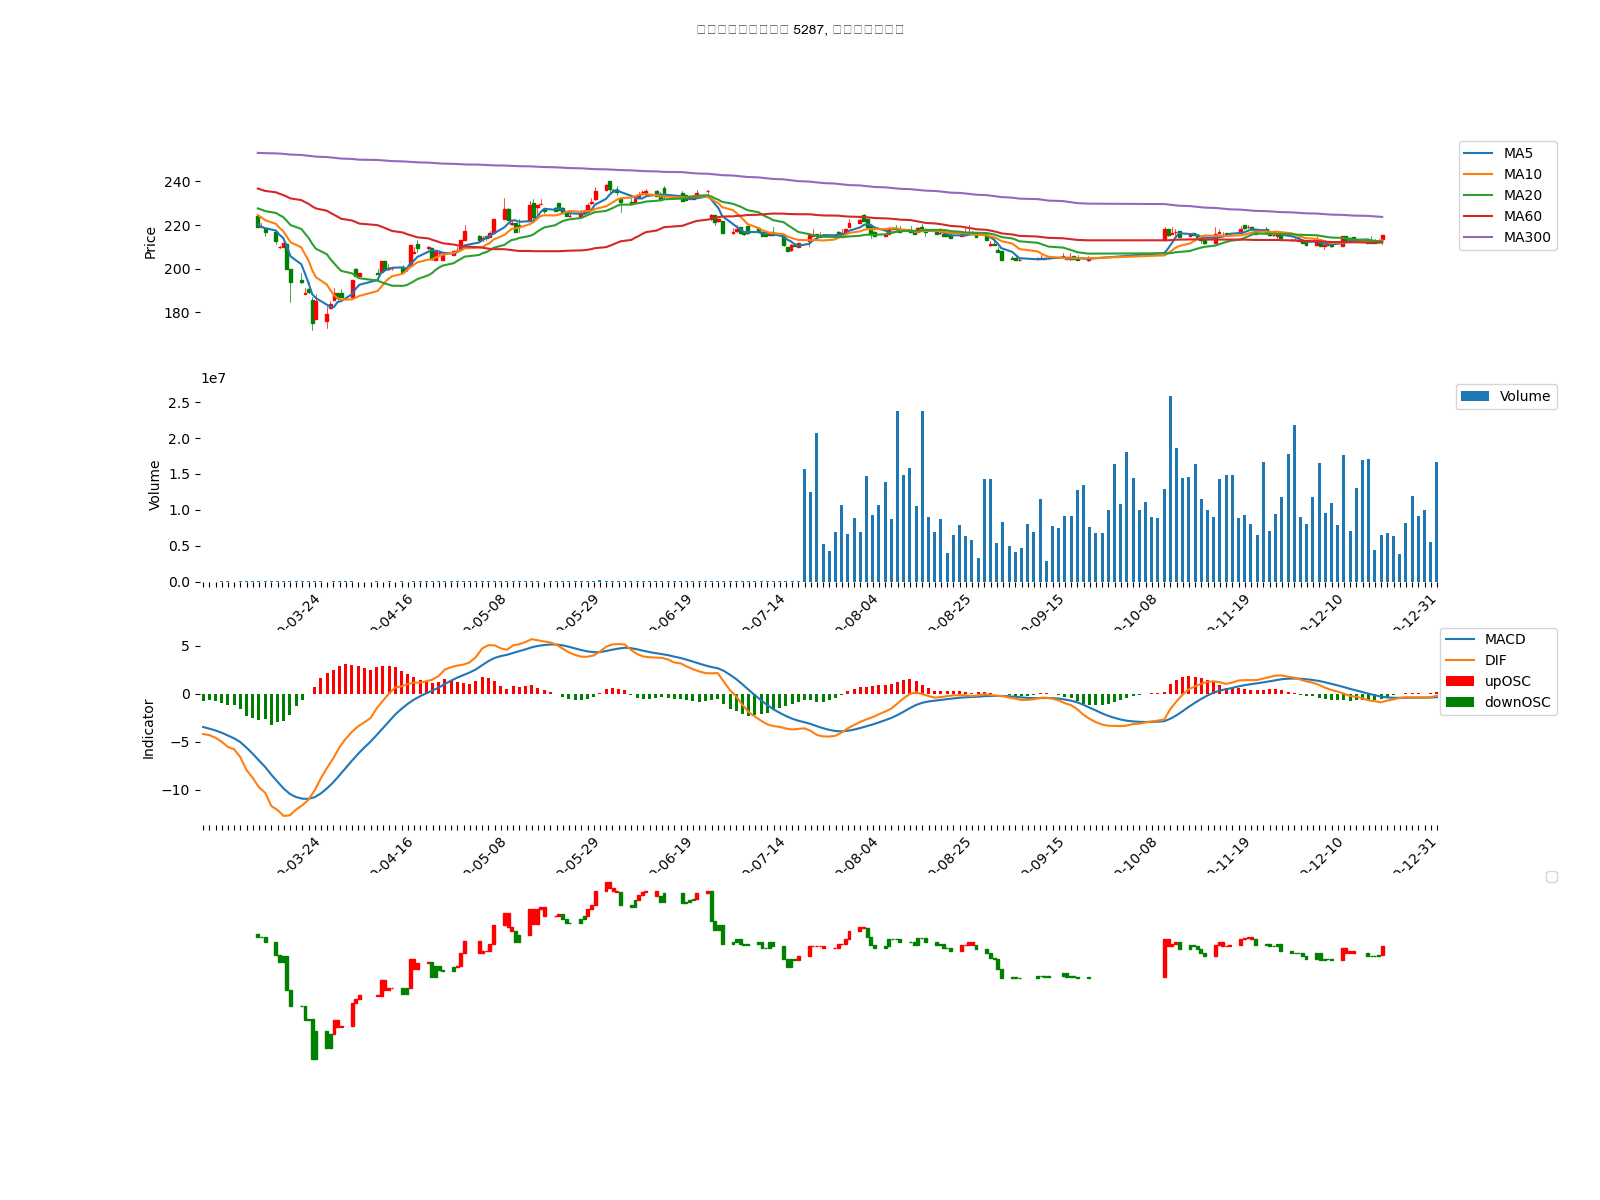 5287,
MA5
MA10
MA20
MA60
MA300
Price
240
220
200
180
1e7
Volume
Volume
2.5
2.0
1.5
1.0
0.5
0.0
-03-24
-04-16
-05-08
-05-29
-06-19
-07-14
-08-04
-08-25
-09-15
-10-08
-11-19
-12-10
-12-31
MACD
DIF
upOSC
downOSC
Indicator
5
0
−5
−10
-03-24
-04-16
-05-08
-05-29
-06-19
-07-14
-08-04
-08-25
-09-15
-10-08
-11-19
-12-10
-12-31